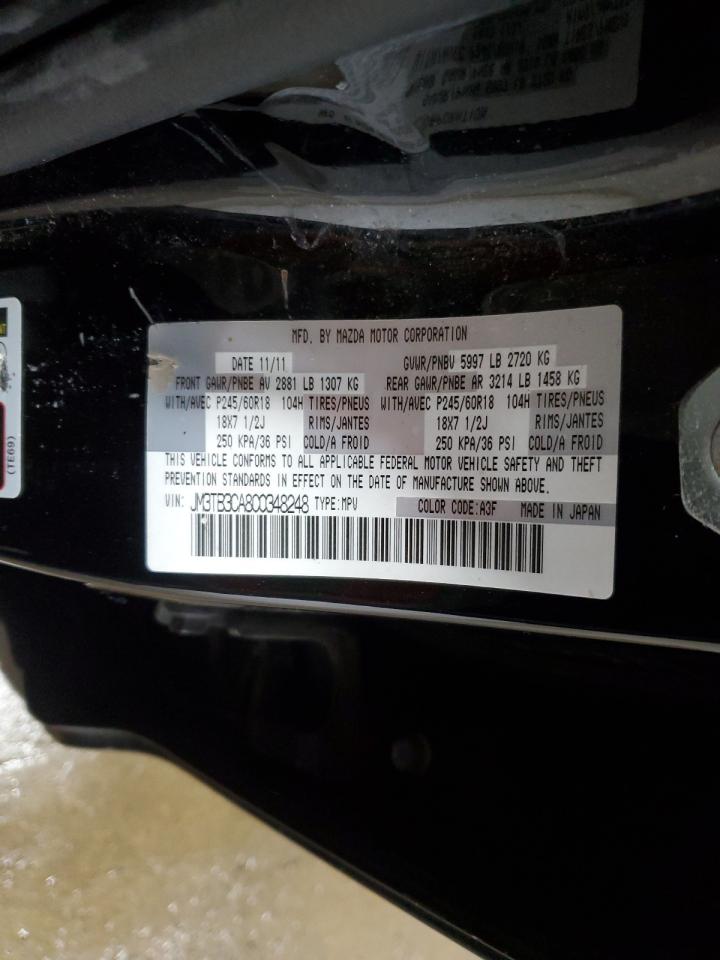 MFD. BY MAZDA MOTOR CORPORATION
DATE 11/11 GVWR/PNBV 5997 LB 2720 KG
FRONT GAWR/PNBE AV 2881 LB 1307 KG REAR GAWR/PNBE AR 3214 LB 1458 KG
WITH/AVEC P245/60R18 104H TIRES/PNEUS WITH/AVEC P245/60R18 104H TIRES/PNEUS
18X7 1/2J RIMS/JANTES 18X7 1/2J RIMS/JANTES
250 KPA/36 PSI COLD/A FROID 250 KPA/36 PSI COLD/A FROID
THIS VEHICLE CONFORMS TO ALL APPLICABLE FEDERAL MOTOR VEHICLE SAFETY AND THEFT
PREVENTION STANDARDS IN EFFECT ON THE DATE OF MANUFACTURE SHOWN ABOVE.
VIN: JM3TB3CA8C0348248 TYPE:MPV COLOR CODE:A3F MADE IN JAPAN
(TE69)